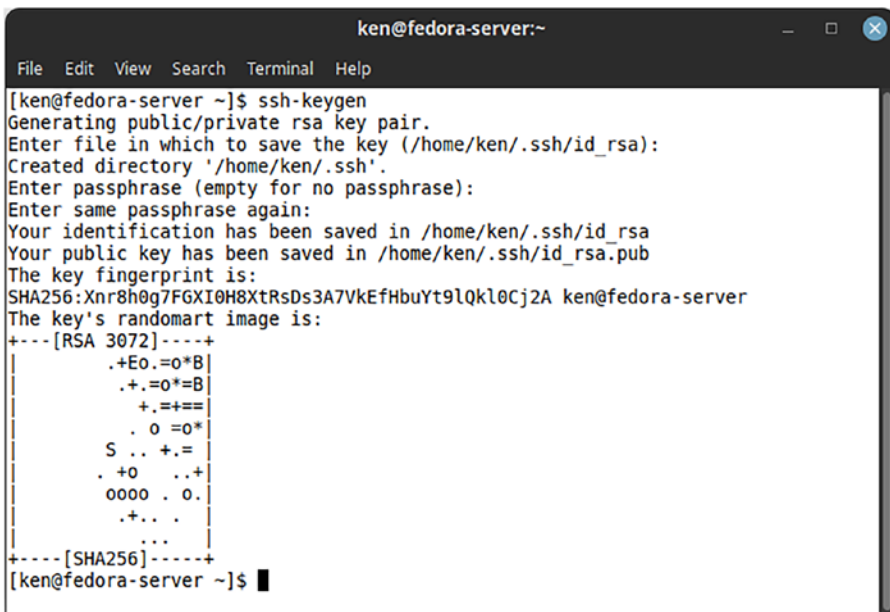 ken@fedora-server:~
File Edit View Search Terminal Help
[ken@fedora-server ~]$ ssh-keygen
Generating public/private rsa key pair.
Enter file in which to save the key (/home/ken/.ssh/id_rsa):
Created directory '/home/ken/.ssh'.
Enter passphrase (empty for no passphrase):
Enter same passphrase again:
Your identification has been saved in /home/ken/.ssh/id_rsa
Your public key has been saved in /home/ken/.ssh/id_rsa.pub
The key fingerprint is:
SHA256:Xnr8h0g7FGXI0H8XtRsDs3A7VkEfHbuYt9lQkl0Cj2A ken@fedora-server
The key's randomart image is:
+---[RSA 3072]----+
|         .+Eo.=o*B|
|          .+.=o*=B|
|            +.=+==|
|           . o =o*|
|         S .. +.= |
|        . +o   ..+|
|         oooo . o.|
|          .+.. .  |
|            ...   |
+----[SHA256]-----+
[ken@fedora-server ~]$